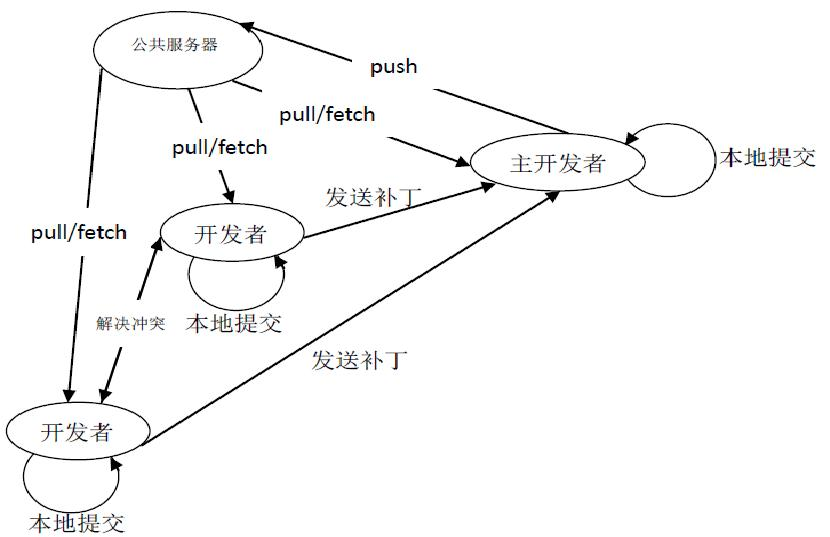 公共服务器
push
pull/fetch
pull/fetch
主开发者
本地提交
发送补丁
pull/fetch
开发者
解决冲突
本地提交
发送补丁
开发者
本地提交